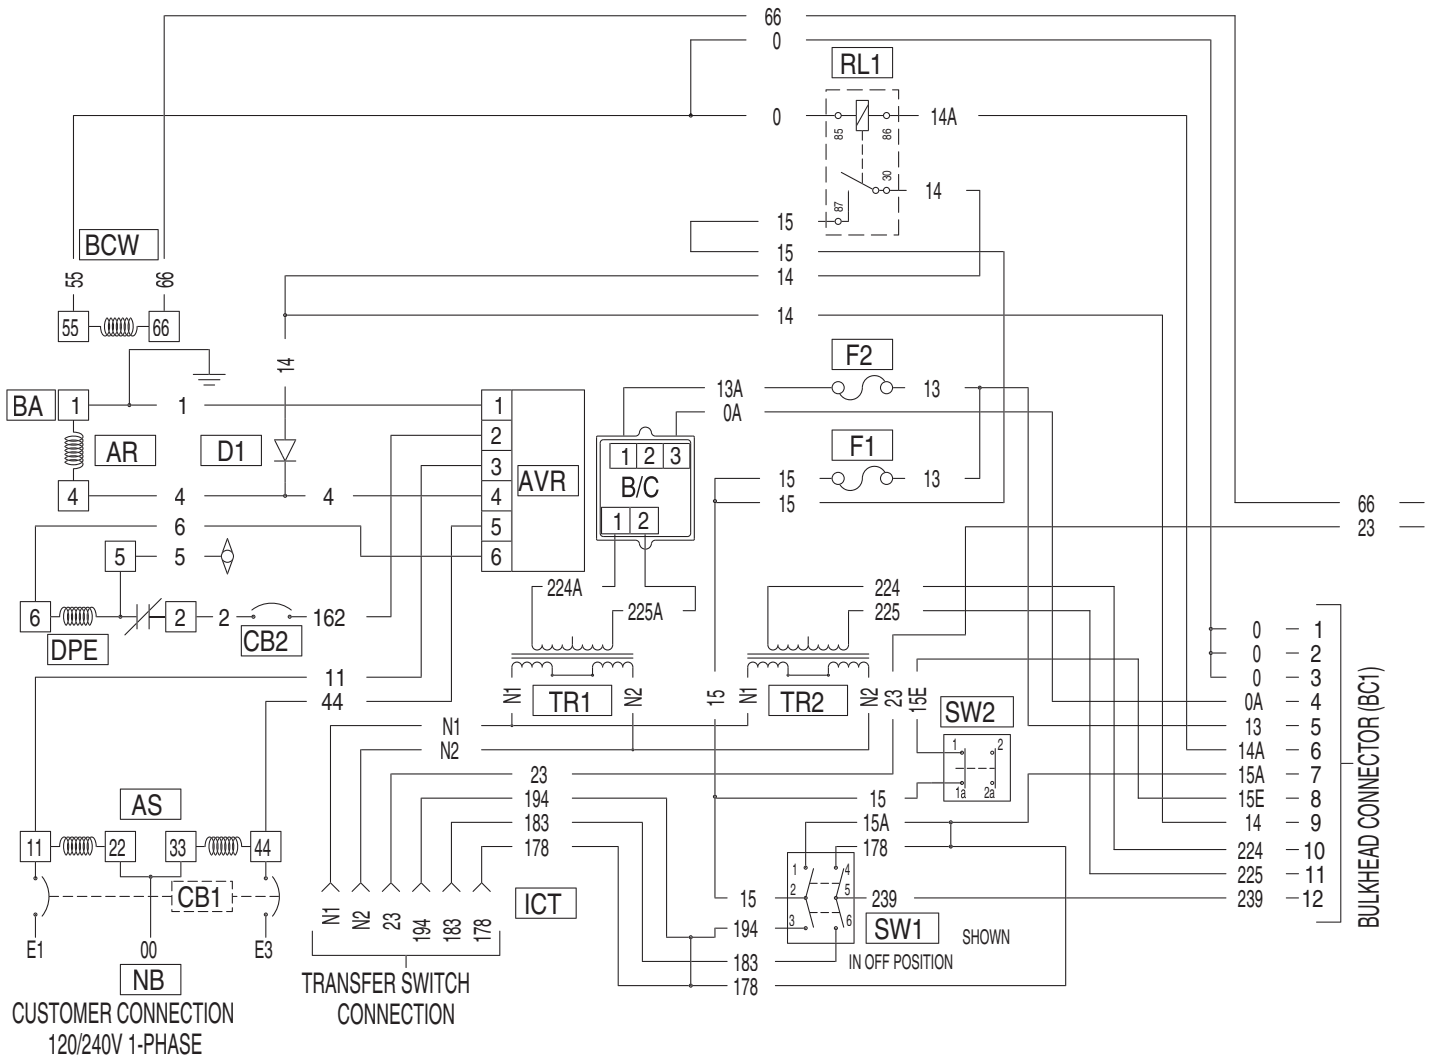 66
0
RL1
0
85
86
14A
30
14
87
15
BCW
15
55
66
14
55
66
14
14
F2
BA
1
1
13A
13
1
0A
2
AR
D1
3
AVR
F1
1 2 3
B/C
15
13
4
4
4
4
15
66
6
5
1 2
23
5
5
6
224A
224
225A
225
6
2
2
162
CB2
DPE
0
1
0
2
11
0
3
44
N1
TR1
N2
15
N1
TR2
N2
23
15E
SW2
0A
4
N1
13
5
N2
1
2
14A
6
23
15A
7
1a
2a
AS
194
15
15E
8
183
15A
14
9
11
22
33
44
178
178
224
10
1
4
225
11
CB1
2
5
15
239
239
12
ICT
N1
N2
23
194
183
178
3
6
194
SW1
SHOWN
E1
00
E3
183
IN OFF POSITION
NB
178
TRANSFER SWITCH
CONNECTION
CUSTOMER CONNECTION
120/240V 1-PHASE
BULKHEAD CONNECTOR (BC1)